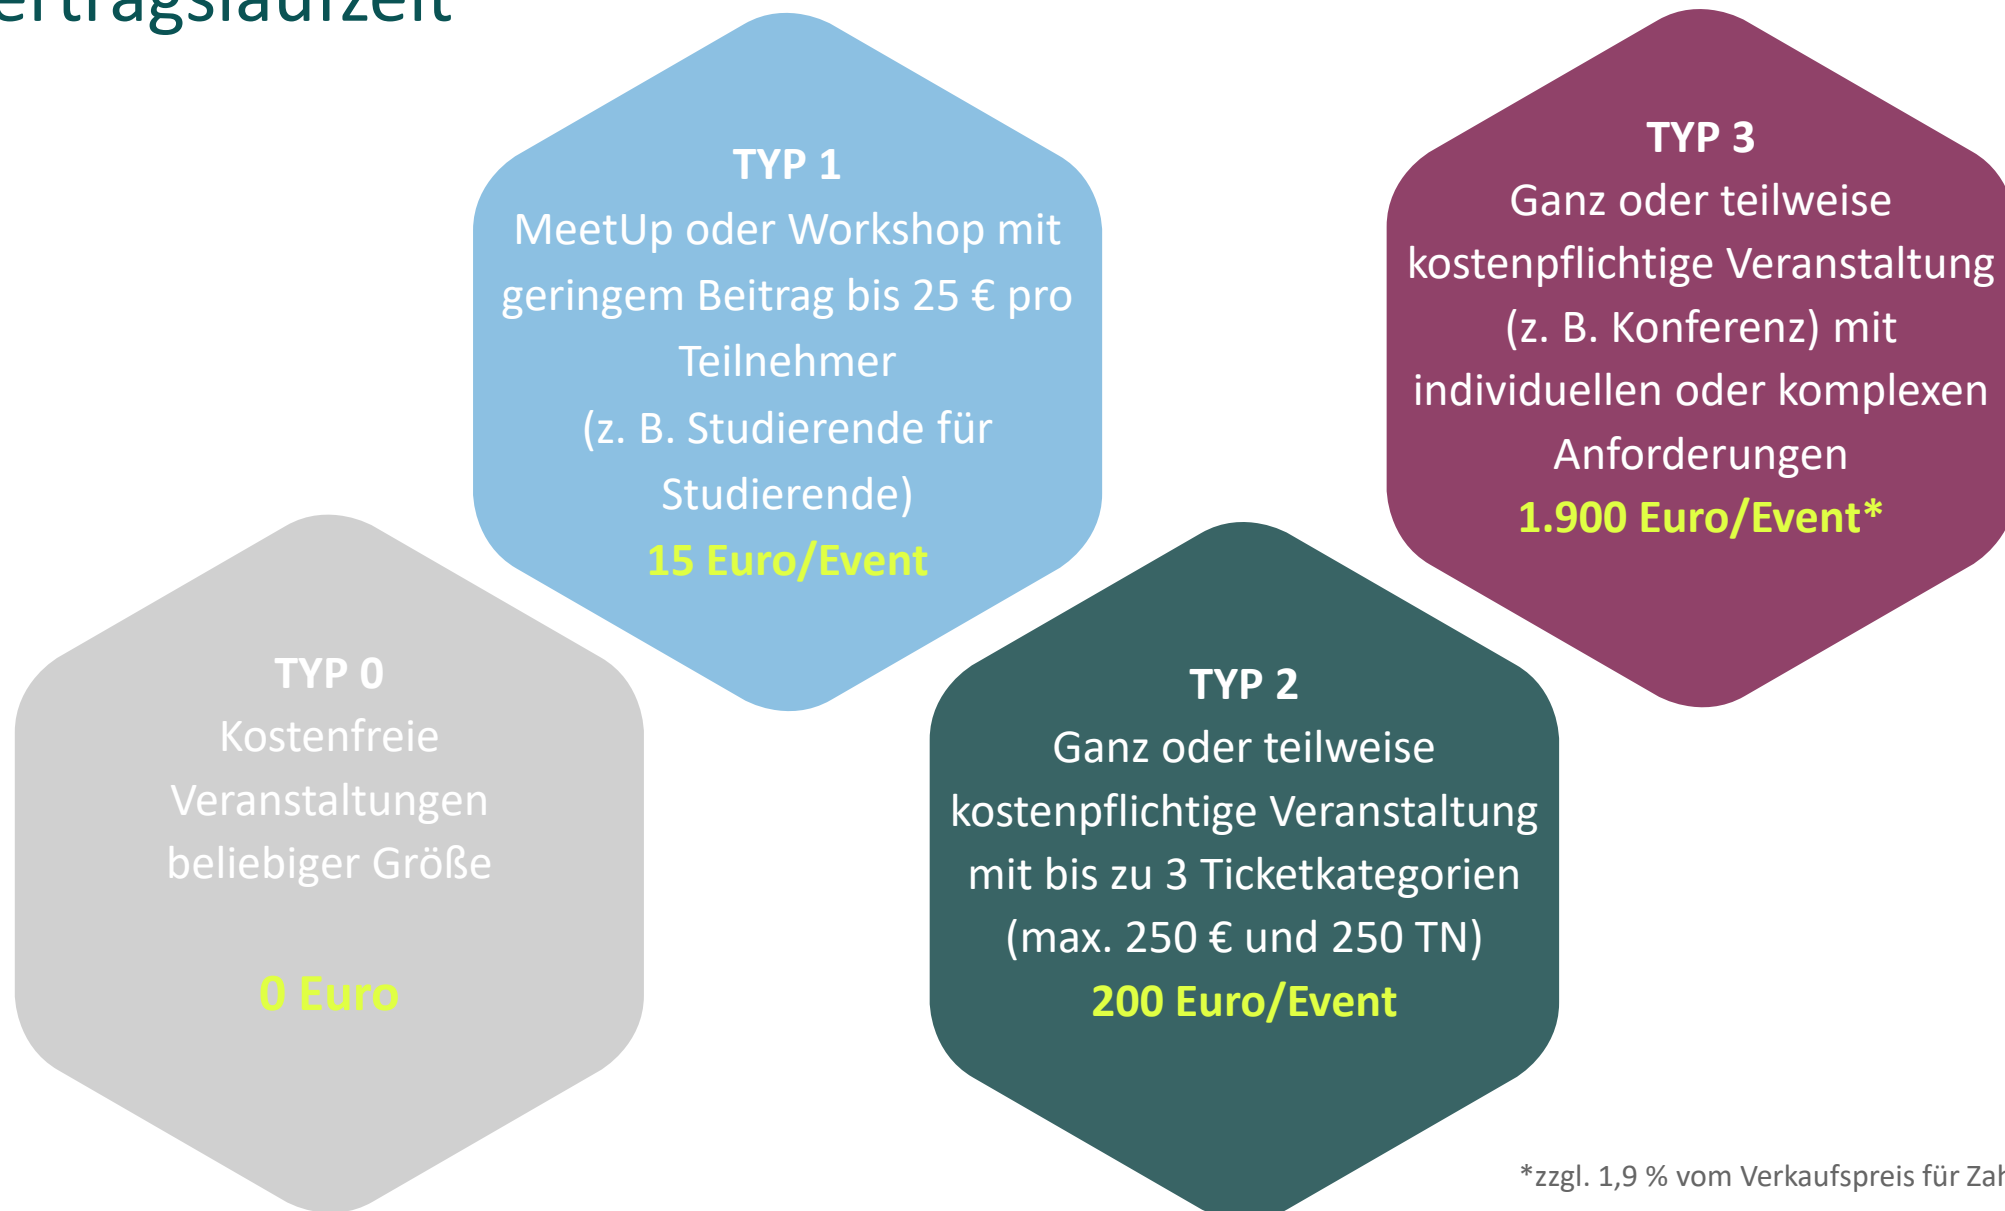 ertragslaufzeit
TYP 1
MeetUp oder Workshop mit
geringem Beitrag bis 25 € pro
Teilnehmer
(z. B. Studierende für
Studierende)
15 Euro/Event
TYP 3
Ganz oder teilweise
kostenpflichtige Veranstaltung
(z. B. Konferenz) mit
individuellen oder komplexen
Anforderungen
1.900 Euro/Event*
TYP 0
Kostenfreie
Veranstaltungen
beliebiger Größe
0 Euro
TYP 2
Ganz oder teilweise
kostenpflichtige Veranstaltung
mit bis zu 3 Ticketkategorien
(max. 250 € und 250 TN)
200 Euro/Event
*zzgl. 1,9 % vom Verkaufspreis für